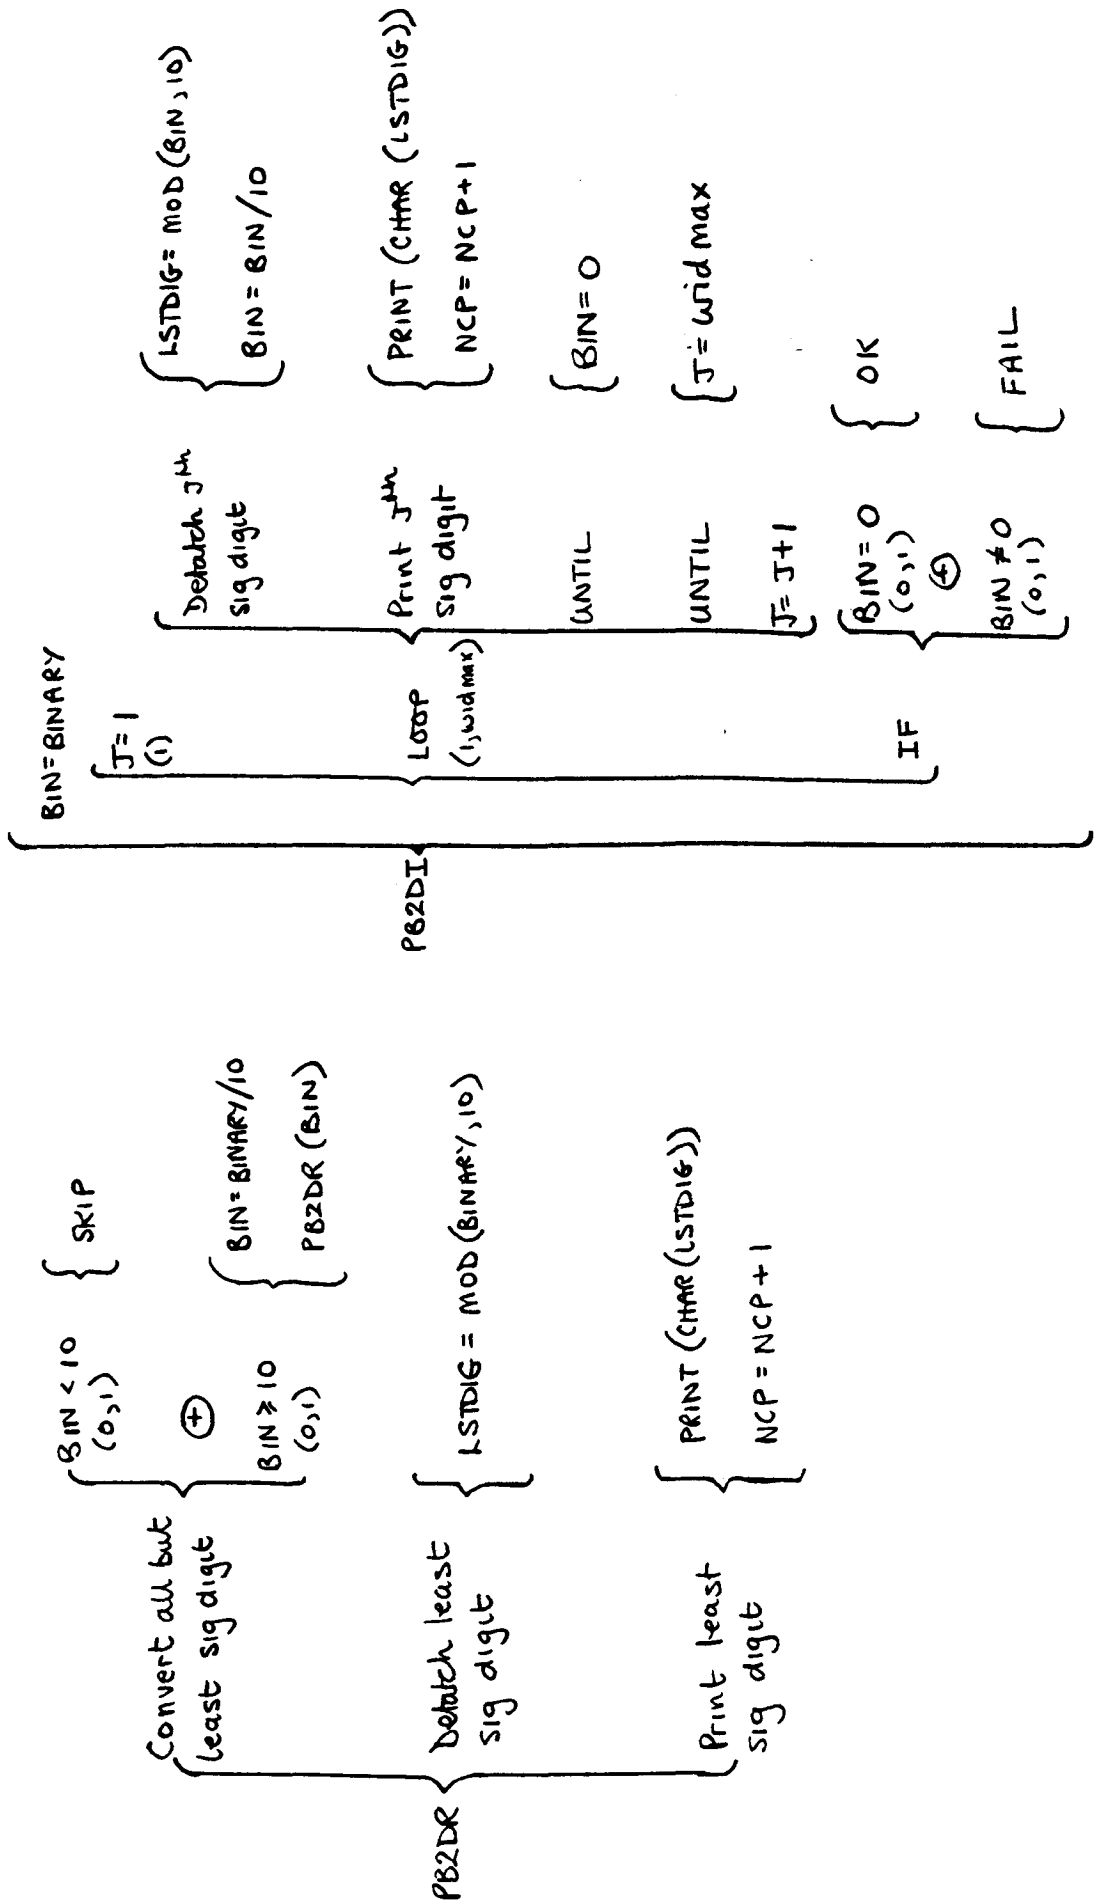 PB2DR
Convert all but
least sig digit
BIN < 10
(0,1)
SKIP
⊕
BIN ≥ 10
(0,1)
BIN = BINARY/10
PB2DR (BIN)
Detatch least
sig digit
LSTDIG = MOD (BINARY, 10)
Print least
sig digit
PRINT (CHAR (LSTDIG))
NCP = NCP + 1
PB2DI
BIN = BINARY
J = 1
(1)
LOOP
(1, widmax)
Detatch Jth
sig digit
LSTDIG = MOD (BIN, 10)
BIN = BIN/10
Print Jth
sig digit
PRINT (CHAR (LSTDIG))
NCP = NCP + 1
UNTIL
BIN = 0
UNTIL
J = widmax
J = J + 1
IF
BIN = 0
(0,1)
OK
⊕
BIN ≠ 0
(0,1)
FAIL